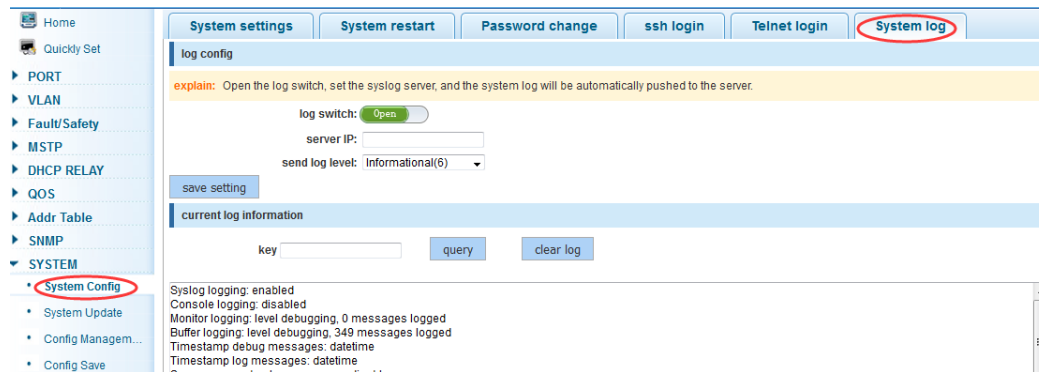 Home
Quickly Set
PORT
VLAN
Fault/Safety
MSTP
DHCP RELAY
QOS
Addr Table
SNMP
SYSTEM
System Config
System Update
Config Managem...
Config Save
System settings
System restart
Password change
ssh login
Telnet login
System log
log config
explain: Open the log switch, set the syslog server, and the system log will be automatically pushed to the server.
log switch: Open
server IP:
send log level: Informational(6)
save setting
current log information
key query clear log
Syslog logging: enabled
Console logging: disabled
Monitor logging: level debugging, 0 messages logged
Buffer logging: level debugging, 349 messages logged
Timestamp debug messages: datetime
Timestamp log messages: datetime